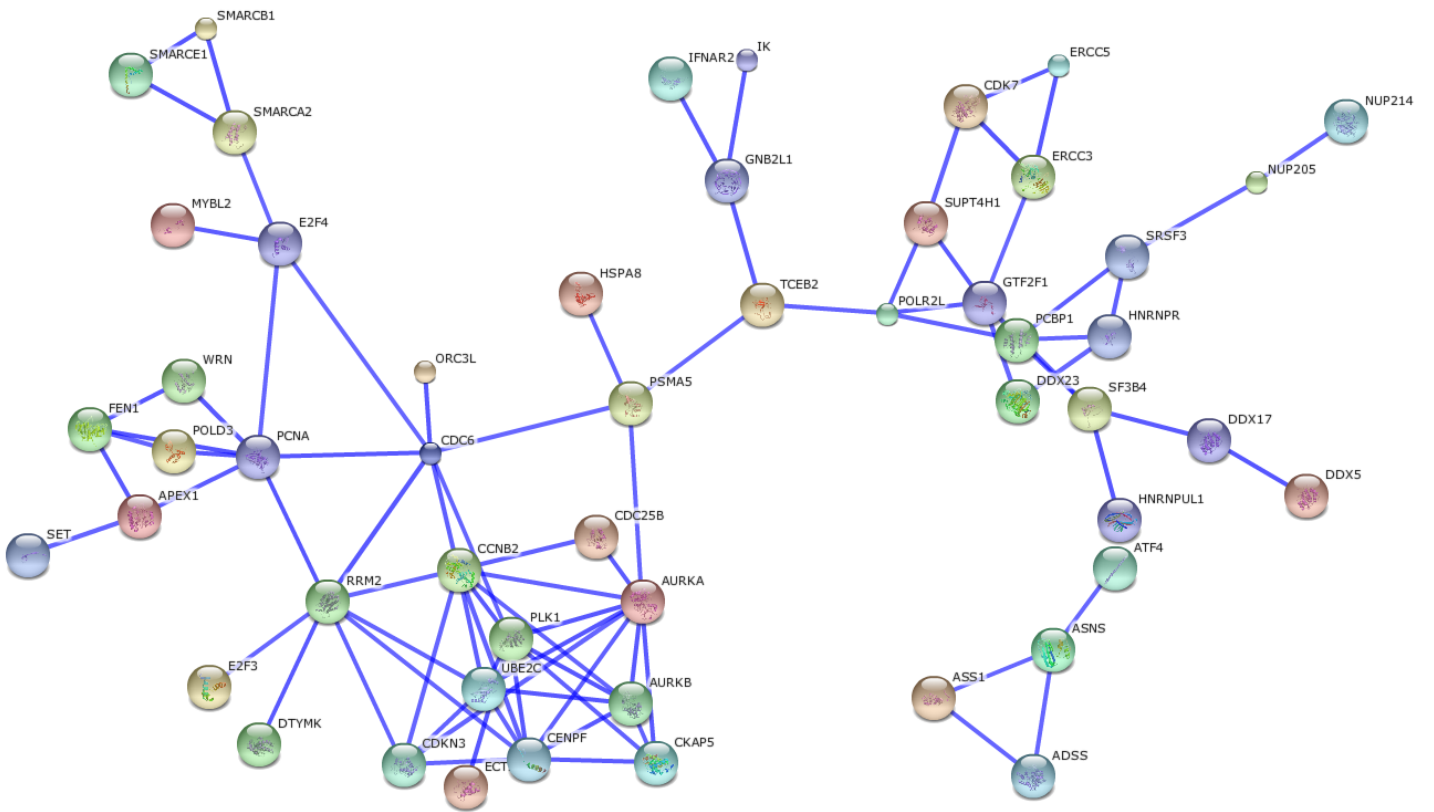 SMARCB1
SMARCE1
SMARCA2
IFNAR2
IK
ERCC5
CDK7
NUP214
GNB2L1
ERCC3
NUP205
MYBL2
E2F4
SUPT4H1
SRSF3
HSPA8
TCEB2
POLR2L
GTF2F1
PCBP1
HNRNPR
WRN
ORC3L
PSMA5
DDX23
SF3B4
FEN1
POLD3
PCNA
CDC6
DDX17
DDX5
APEX1
HNRNPUL1
SET
CDC25B
CCNB2
ATF4
RRM2
AURKA
PLK1
ASNS
E2F3
UBE2C
AURKB
ASS1
DTYMK
CDKN3
CENPF
CKAP5
ADSS
ECT